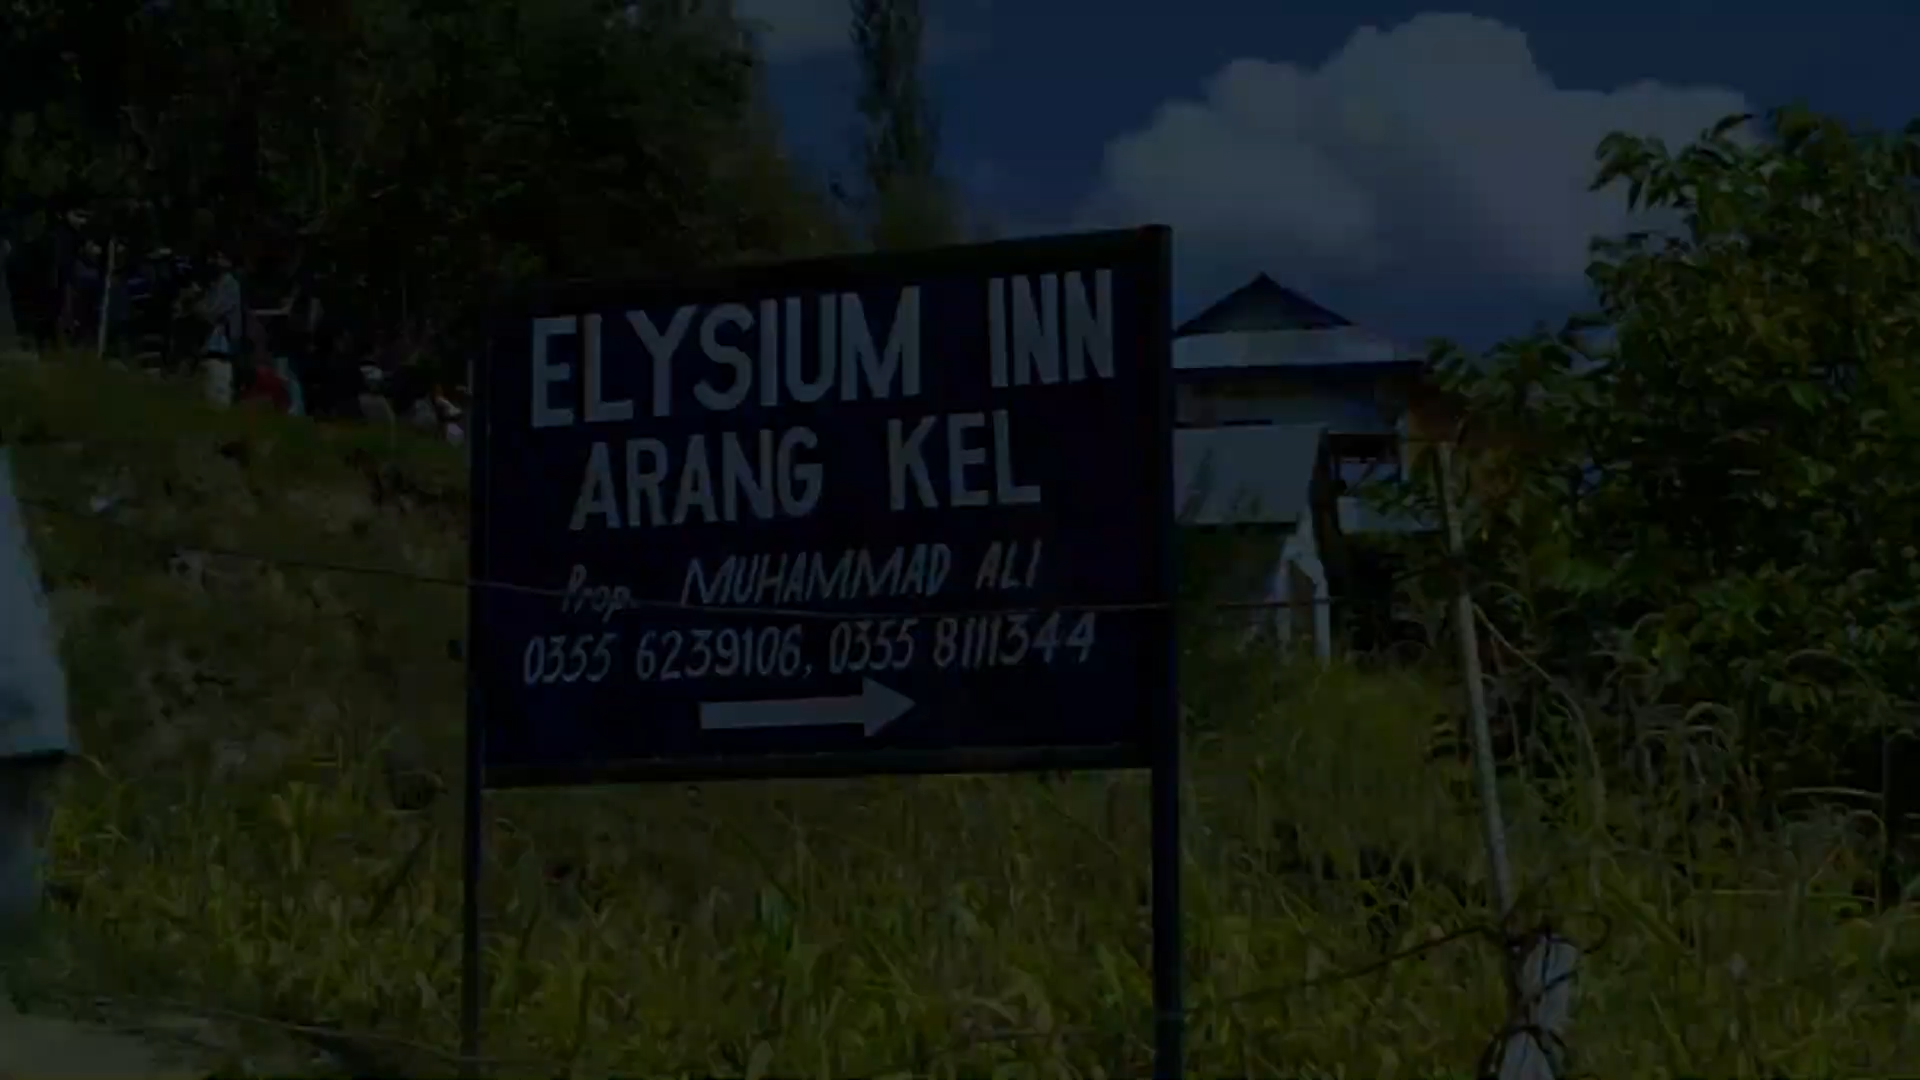 ELYSIUM INN
ARANG KEL
Prop. MUHAMMAD ALI
0355 6239106, 0355 8111344